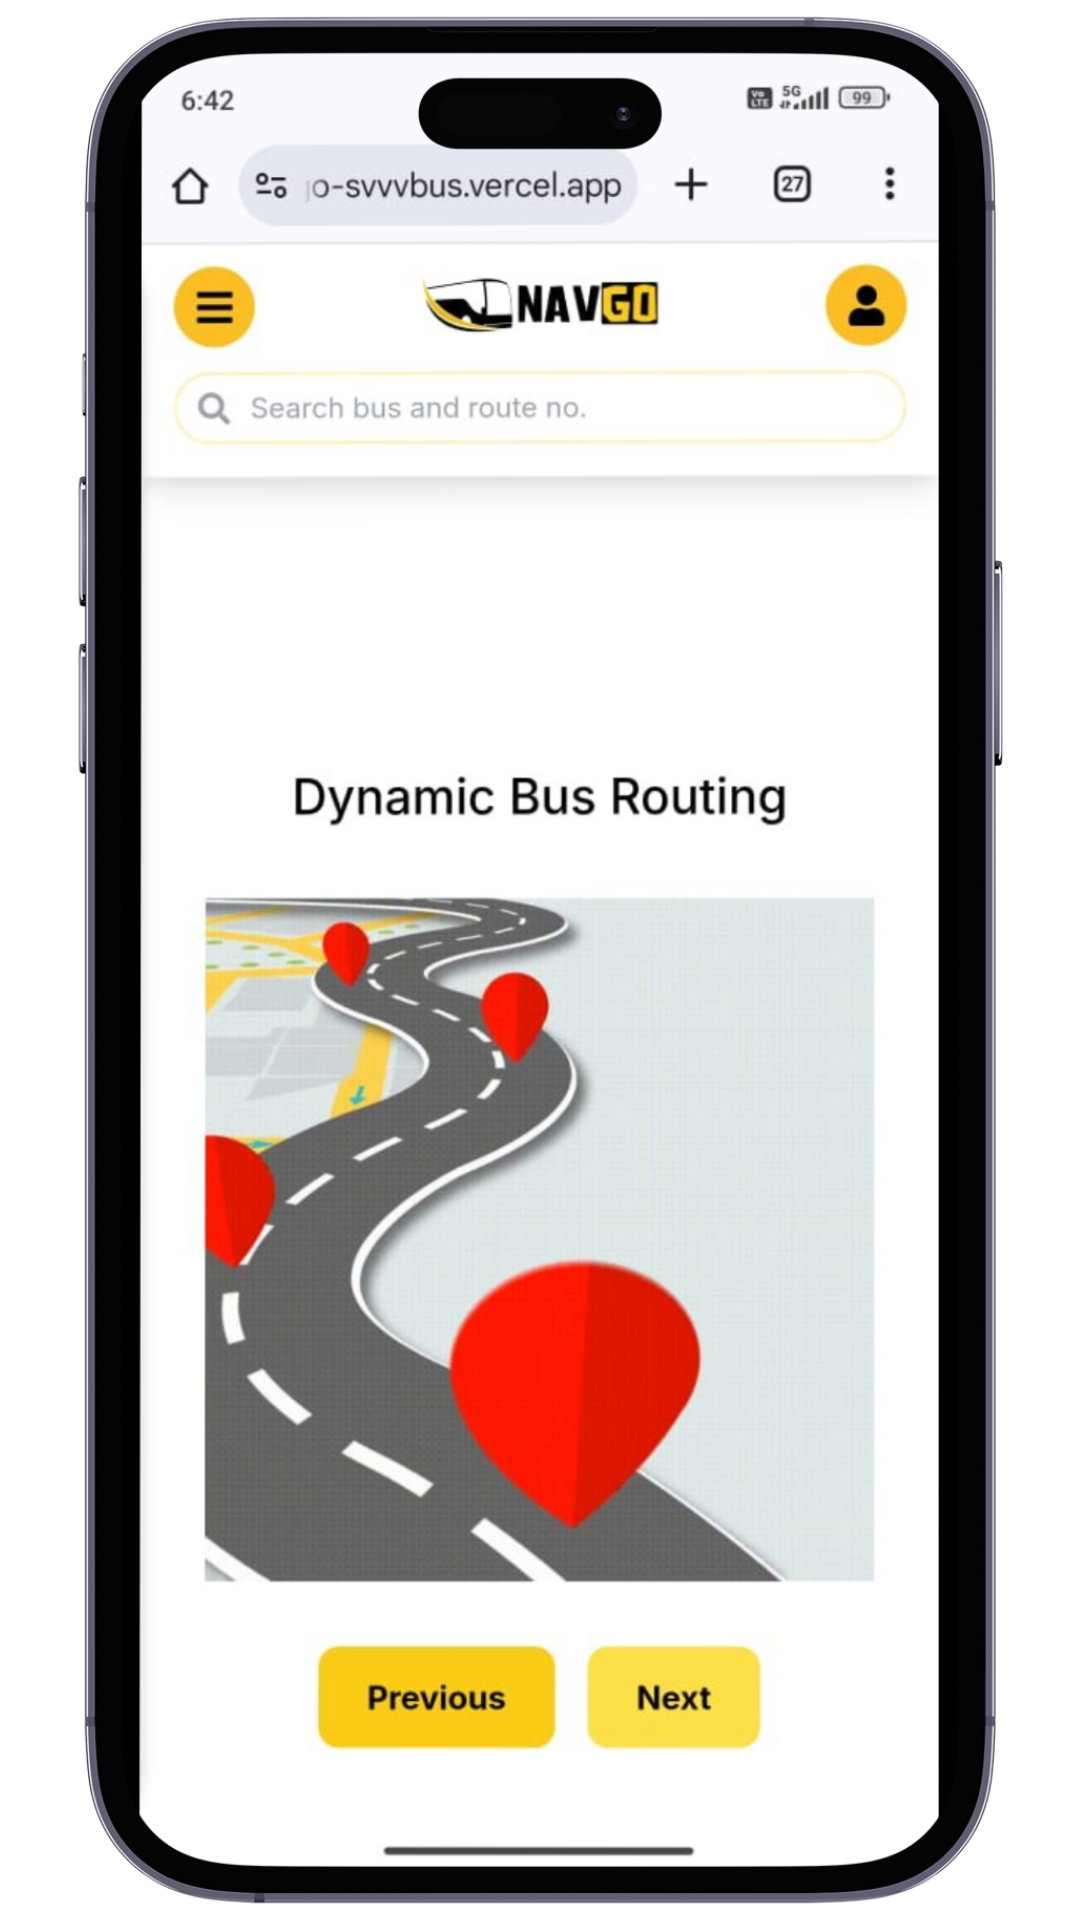 6:42
Vo LTE 5G 99
o-svvvbus.vercel.app
27
NAVGO
Search bus and route no.
Dynamic Bus Routing
Previous
Next